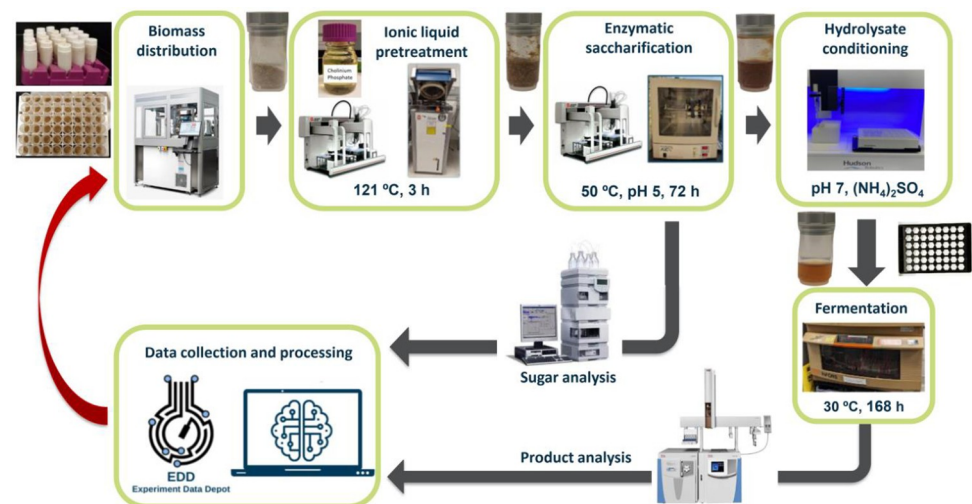 Biomass
distribution
Ionic liquid
pretreatment
Cholinium
Phosphate
121 ºC, 3 h
Enzymatic
saccharification
50 ºC, pH 5, 72 h
Hydrolysate
conditioning
Hudson
pH 7, (NH₄)₂SO₄
Fermentation
30 ºC, 168 h
Sugar analysis
Product analysis
Data collection and processing
EDD
Experiment Data Depot